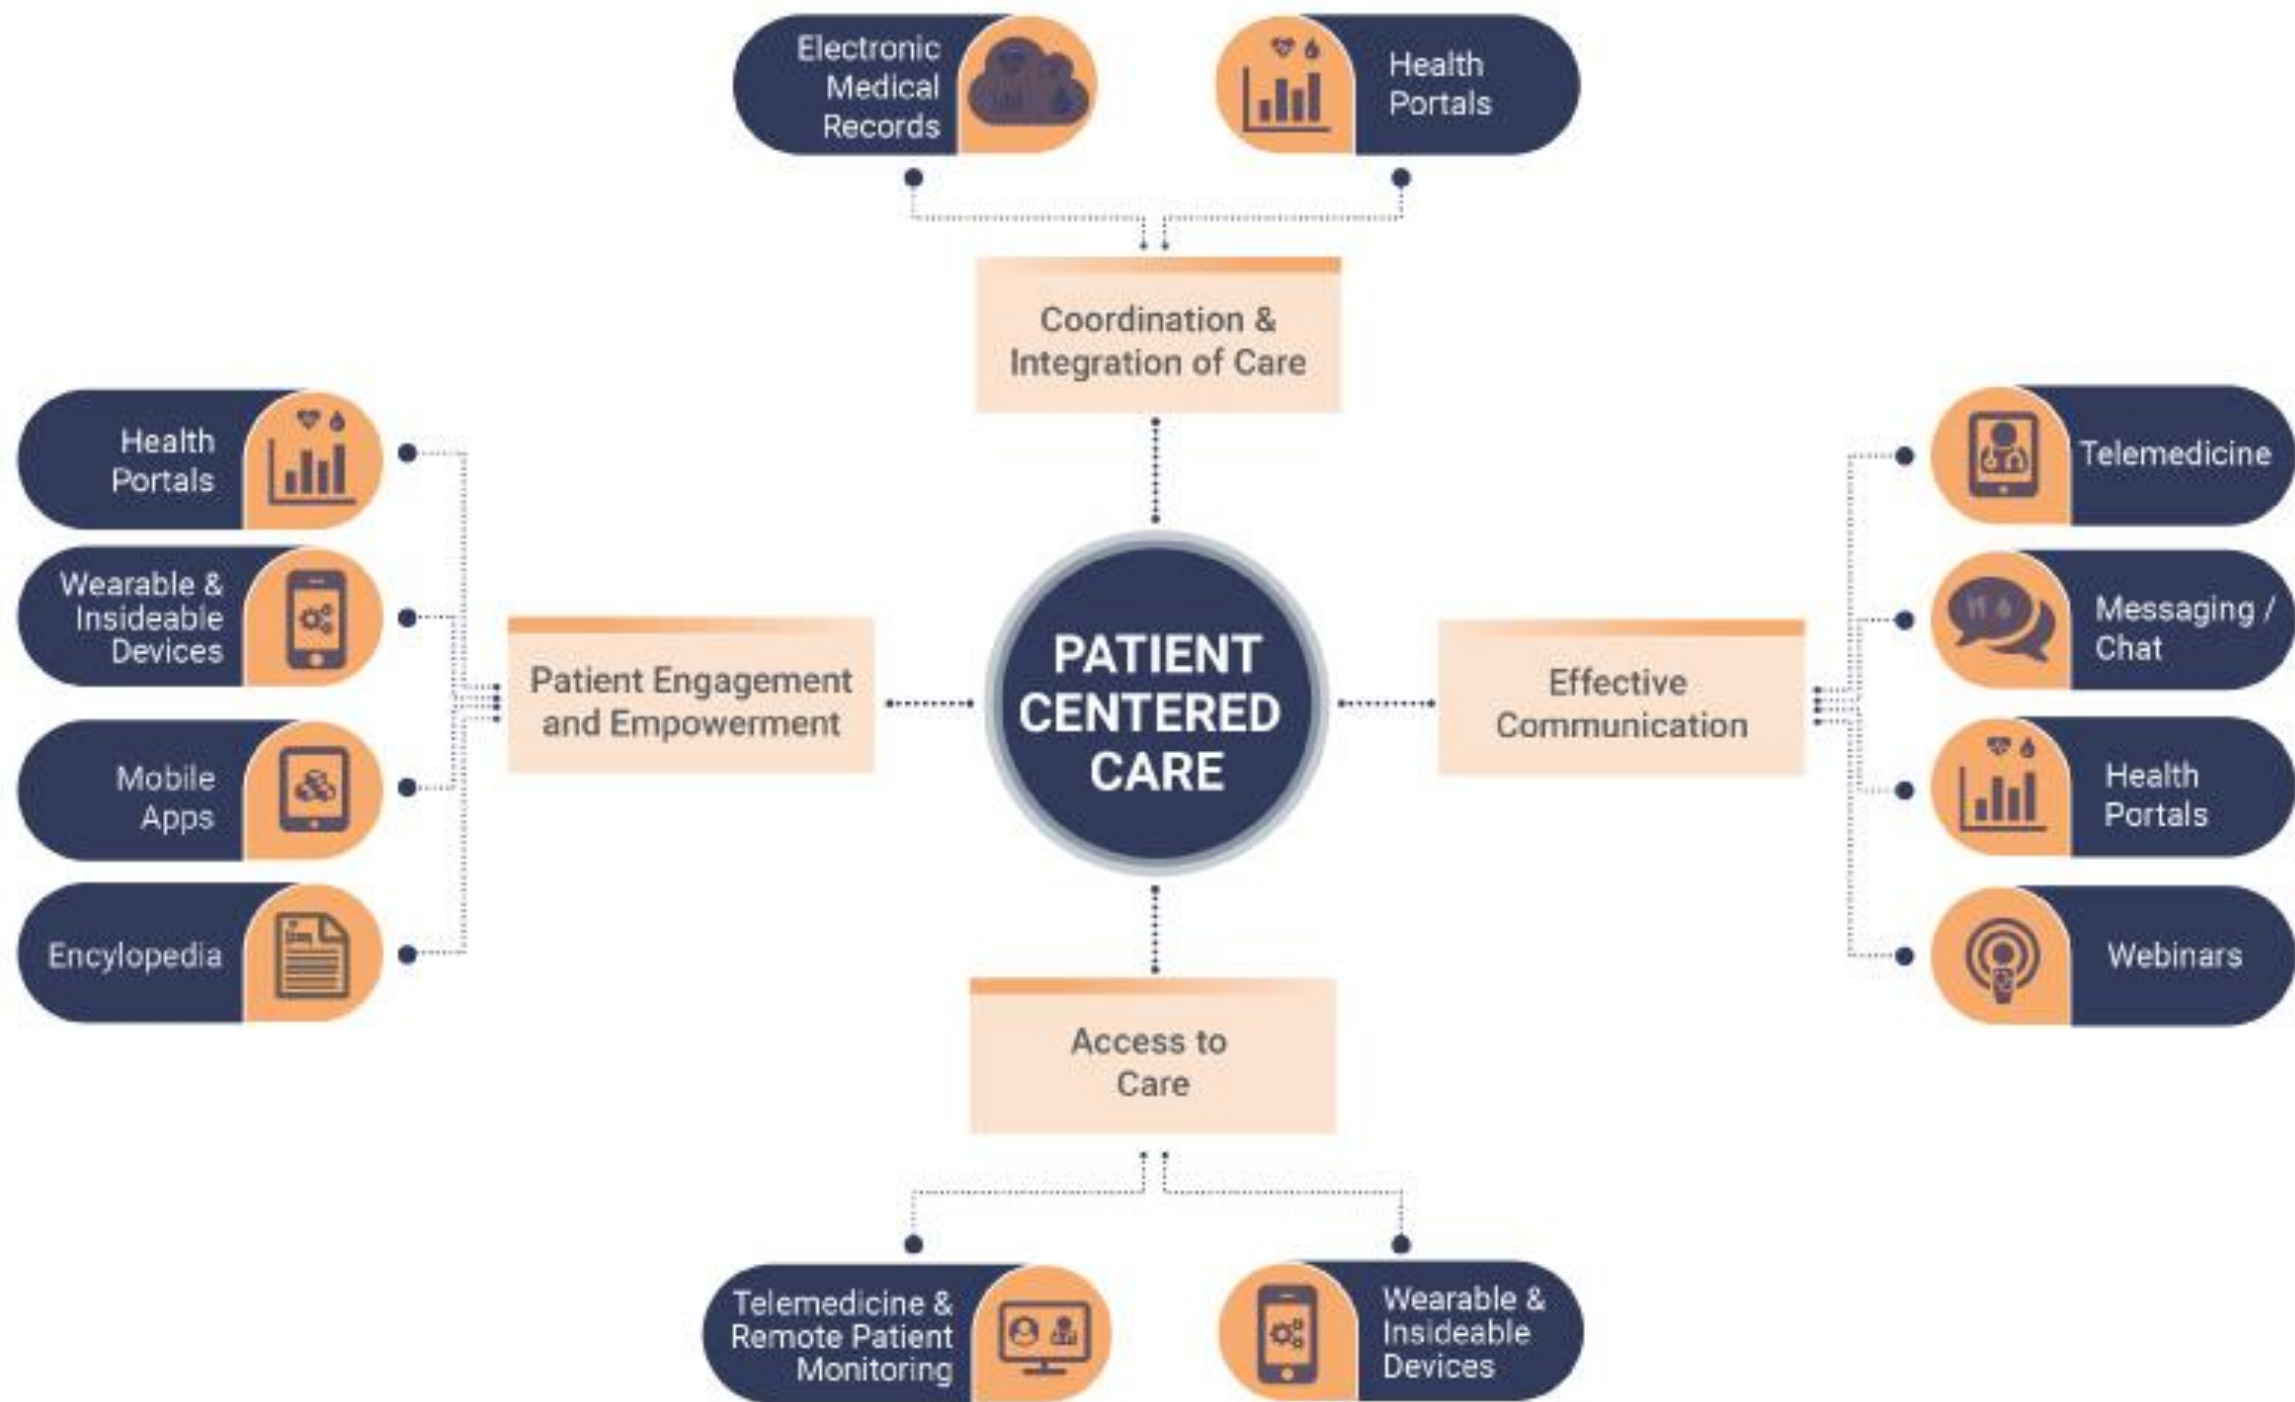 Electronic
Medical
Records
Health
Portals
Coordination &
Integration of Care
Health
Portals
Wearable &
Insideable
Devices
Mobile
Apps
Encylopedia
Patient Engagement
and Empowerment
PATIENT
CENTERED
CARE
Effective
Communication
Telemedicine
Messaging /
Chat
Health
Portals
Webinars
Access to
Care
Telemedicine &
Remote Patient
Monitoring
Wearable &
Insideable
Devices